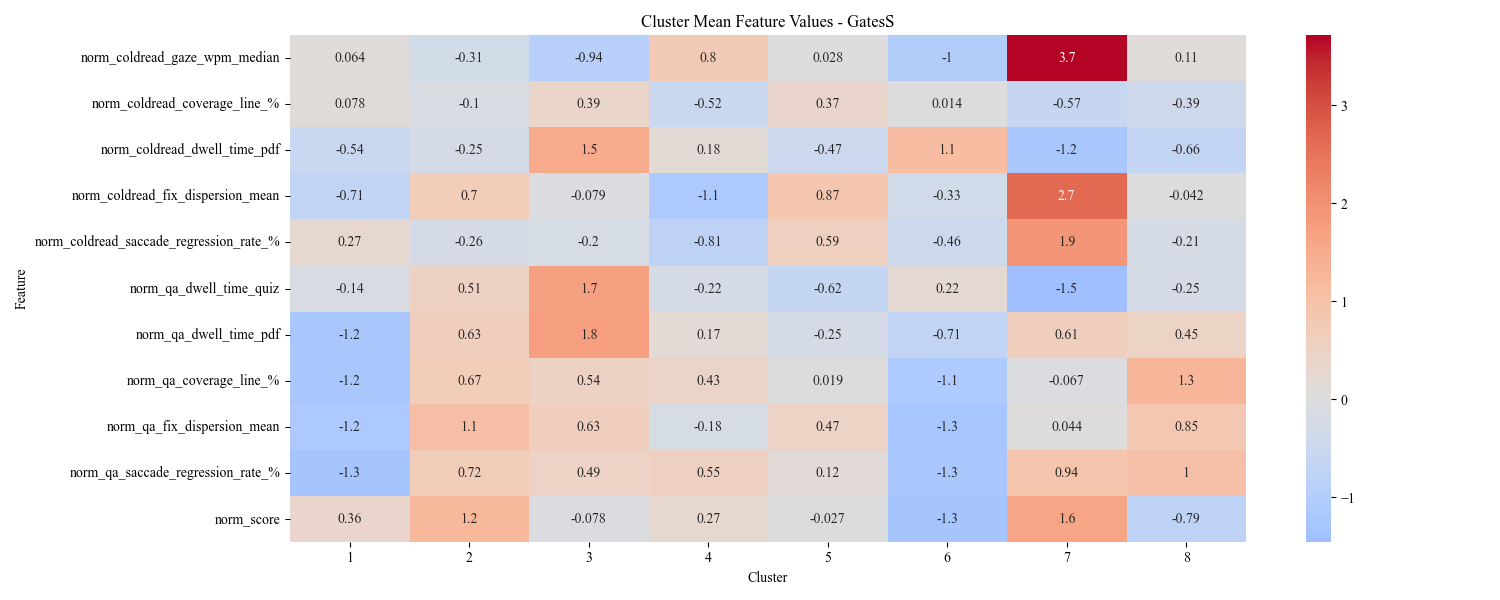 Cluster Mean Feature Values - GatesS
Feature
norm_coldread_gaze_wpm_median 0.064 -0.31 -0.94 0.8 0.028 -1 3.7 0.11
norm_coldread_coverage_line_% 0.078 -0.1 0.39 -0.52 0.37 0.014 -0.57 -0.39
norm_coldread_dwell_time_pdf -0.54 -0.25 1.5 0.18 -0.47 1.1 -1.2 -0.66
norm_coldread_fix_dispersion_mean -0.71 0.7 -0.079 -1.1 0.87 -0.33 2.7 -0.042
norm_coldread_saccade_regression_rate_% 0.27 -0.26 -0.2 -0.81 0.59 -0.46 1.9 -0.21
norm_qa_dwell_time_quiz -0.14 0.51 1.7 -0.22 -0.62 0.22 -1.5 -0.25
norm_qa_dwell_time_pdf -1.2 0.63 1.8 0.17 -0.25 -0.71 0.61 0.45
norm_qa_coverage_line_% -1.2 0.67 0.54 0.43 0.019 -1.1 -0.067 1.3
norm_qa_fix_dispersion_mean -1.2 1.1 0.63 -0.18 0.47 -1.3 0.044 0.85
norm_qa_saccade_regression_rate_% -1.3 0.72 0.49 0.55 0.12 -1.3 0.94 1
norm_score 0.36 1.2 -0.078 0.27 -0.027 -1.3 1.6 -0.79
1 2 3 4 5 6 7 8
Cluster
3
2
1
0
−1